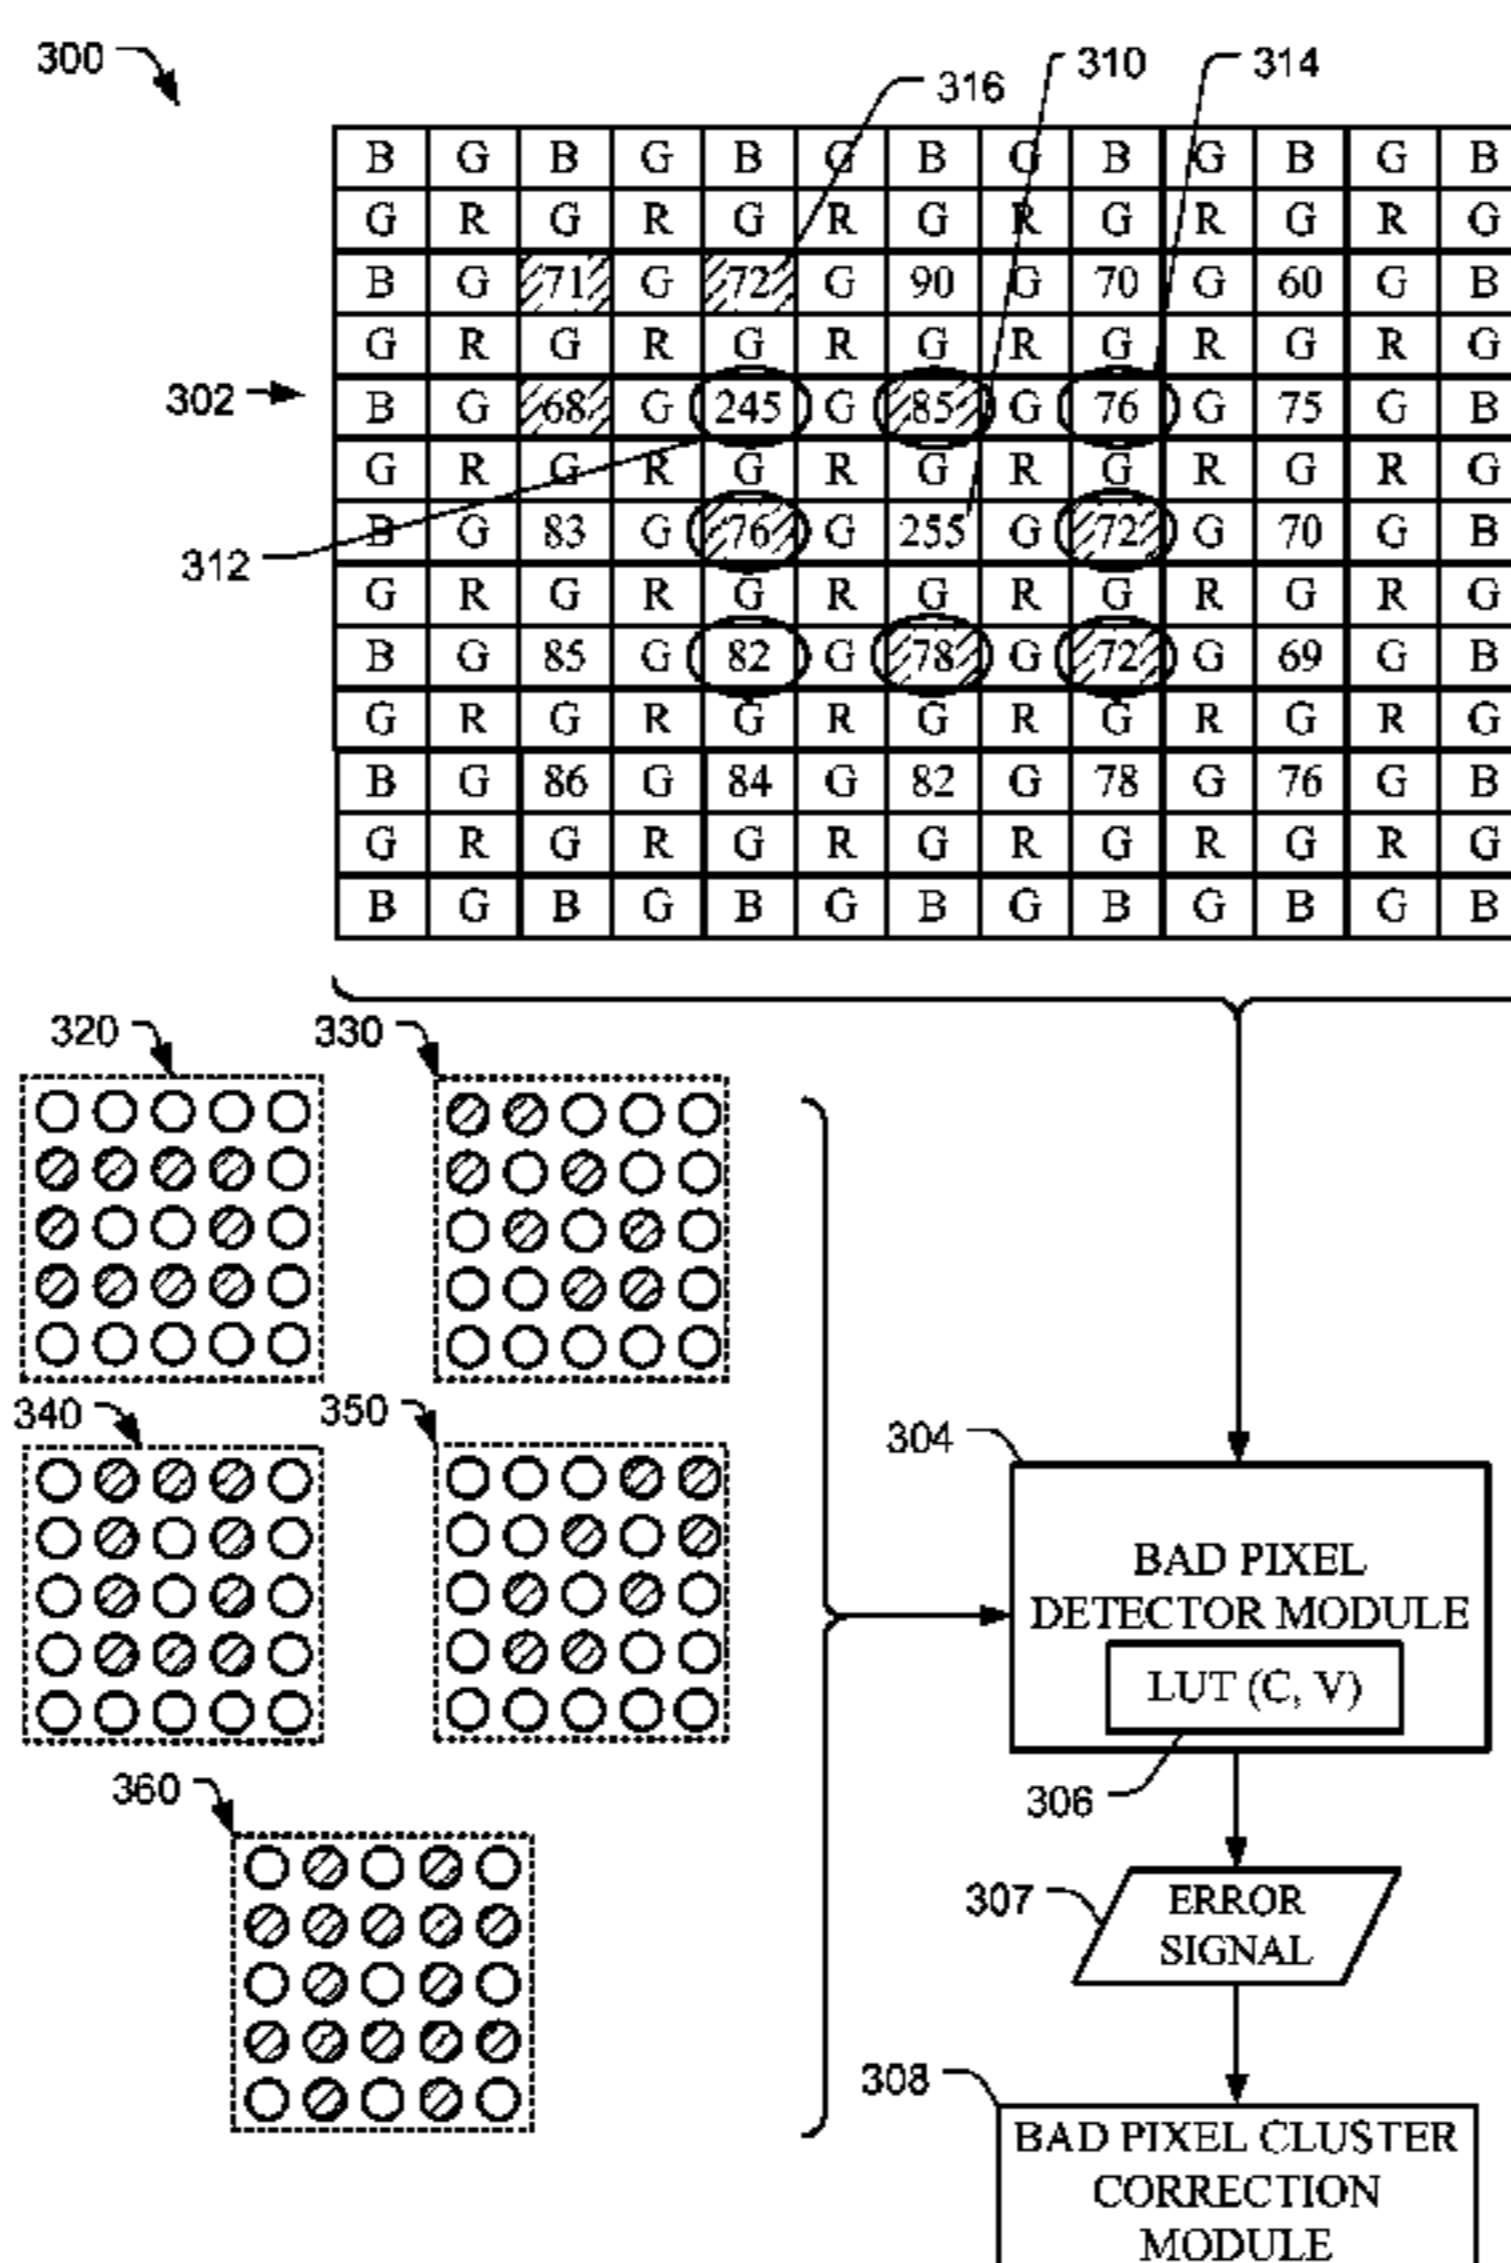 300
316
310
314
B G B G B G B G B G B G B
G R G R G R G R G R G R G
B G 71 G 72 G 90 G 70 G 60 G B
G R G R G R G R G R G R G
302
B G 68 G 245 G 85 G 76 G 75 G B
G R G R G R G R G R G R G
B G 83 G 76 G 255 G 72 G 70 G B
312
G R G R G R G R G R G R G
B G 85 G 82 G 78 G 72 G 69 G B
G R G R G R G R G R G R G
B G 86 G 84 G 82 G 78 G 76 G B
G R G R G R G R G R G R G
B G B G B G B G B G B G B
320
330
340
350
360
304
BAD PIXEL
DETECTOR MODULE
LUT (C, V)
306
307
ERROR
SIGNAL
308
BAD PIXEL CLUSTER
CORRECTION
MODULE